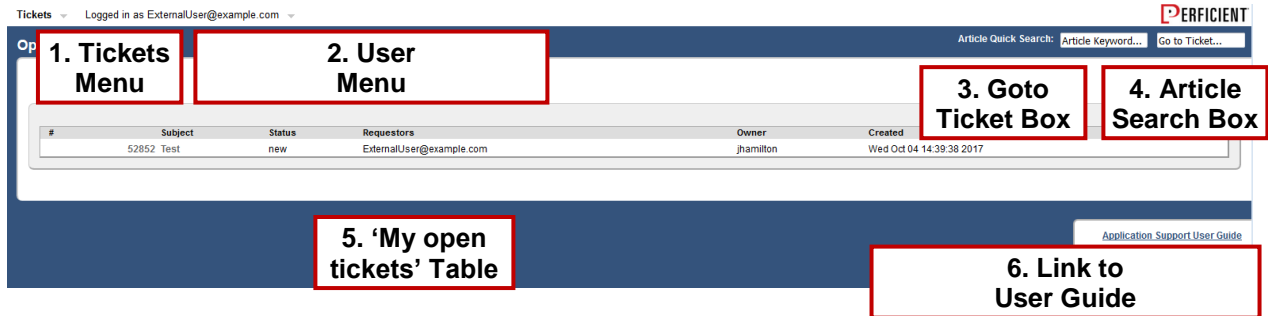 Tickets Logged in as ExternalUser@example.com PERFICIENT
Op
Article Quick Search: Article Keyword... Go to Ticket...
1. Tickets
Menu
2. User
Menu
3. Goto
Ticket Box
4. Article
Search Box
# Subject Status Requestors Owner Created
52852 Test new ExternalUser@example.com jhamilton Wed Oct 04 14:39:38 2017
5. ‘My open
tickets’ Table
Application Support User Guide
6. Link to
User Guide